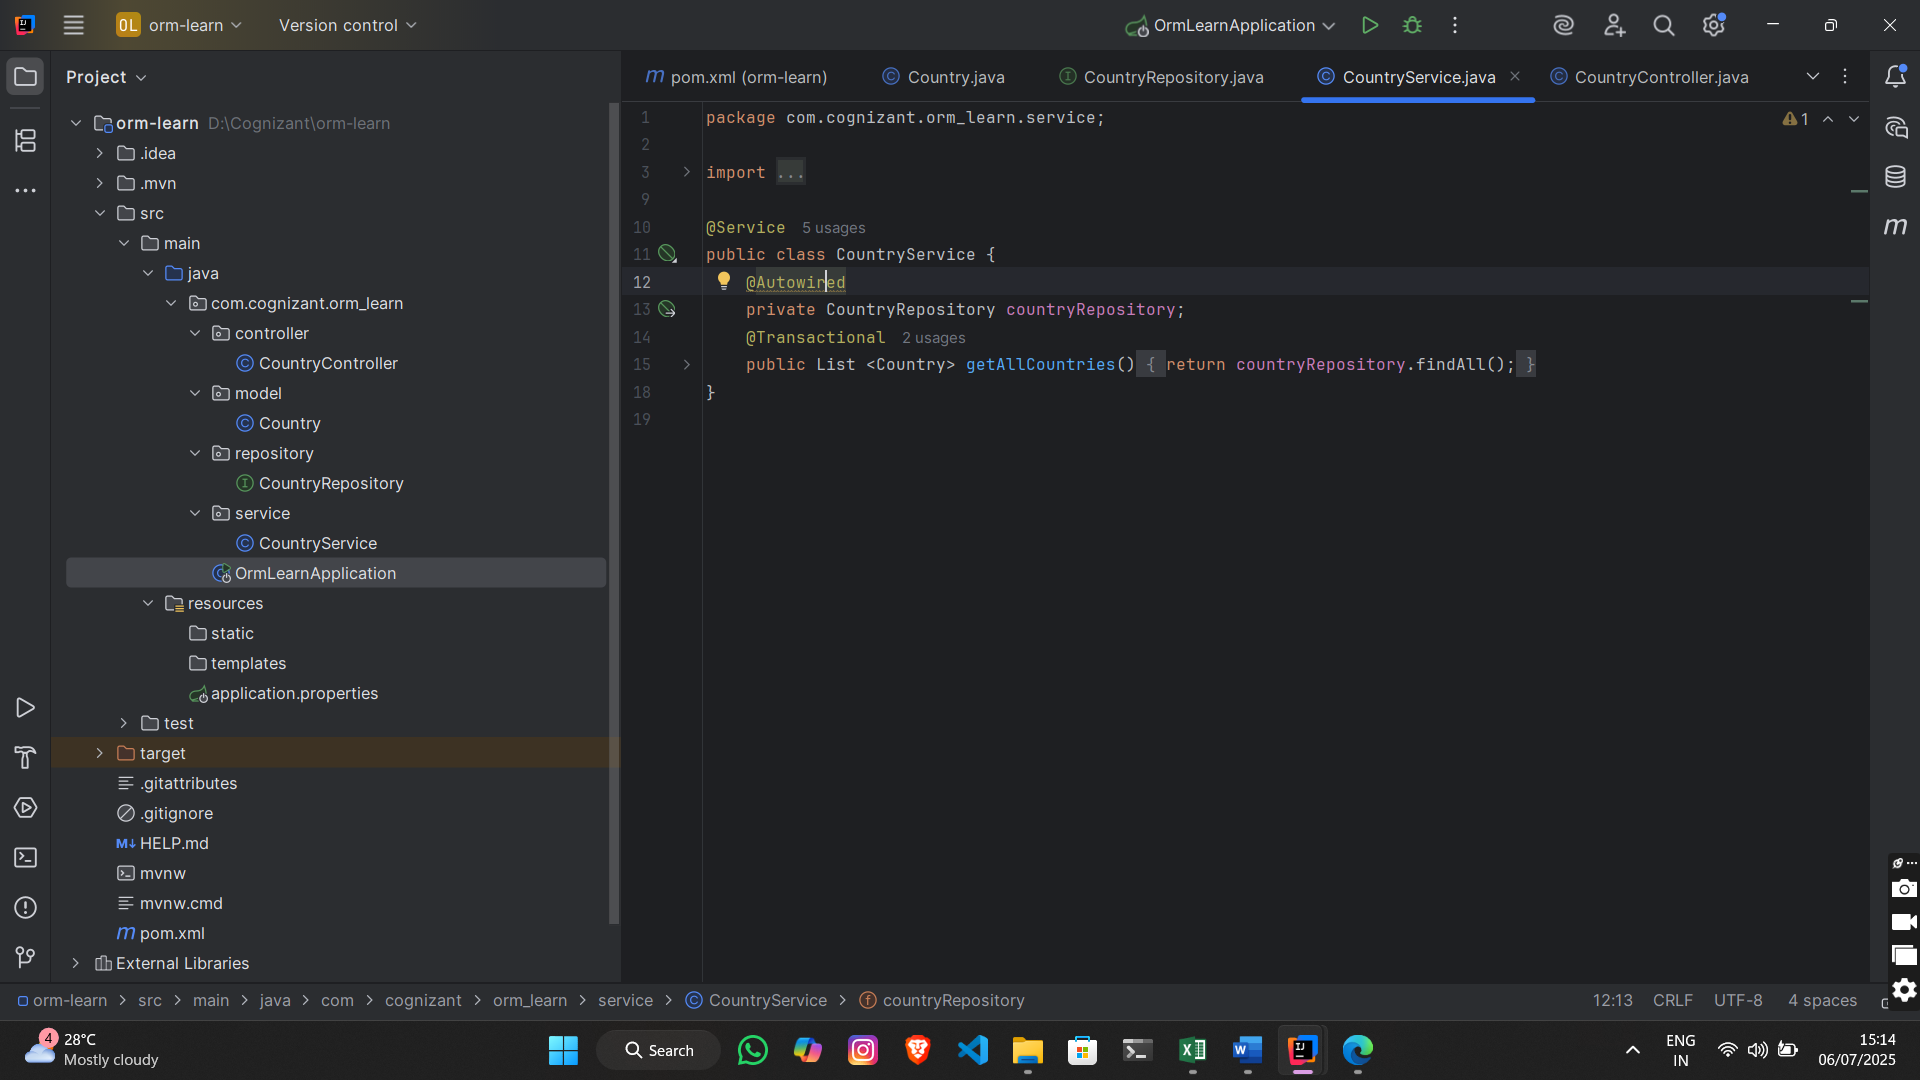 OL orm-learn Version control OrmLearnApplication
Project
orm-learn D:\Cognizant\orm-learn
.idea
.mvn
src
main
java
com.cognizant.orm_learn
controller
CountryController
model
Country
repository
CountryRepository
service
CountryService
OrmLearnApplication
resources
static
templates
application.properties
test
target
.gitattributes
.gitignore
M↓ HELP.md
mvnw
mvnw.cmd
m pom.xml
External Libraries
m pom.xml (orm-learn) C Country.java I CountryRepository.java C CountryService.java C CountryController.java
1 package com.cognizant.orm_learn.service;
2
3 import ...
9
10 @Service 5 usages
11 public class CountryService {
12 @Autowired
13 private CountryRepository countryRepository;
14 @Transactional 2 usages
15 public List <Country> getAllCountries() { return countryRepository.findAll(); }
18 }
19
1
m
orm-learn > src > main > java > com > cognizant > orm_learn > service > C CountryService > f countryRepository
12:13 CRLF UTF-8 4 spaces
4 28°C
Mostly cloudy
Search
ENG
IN
15:14
06/07/2025